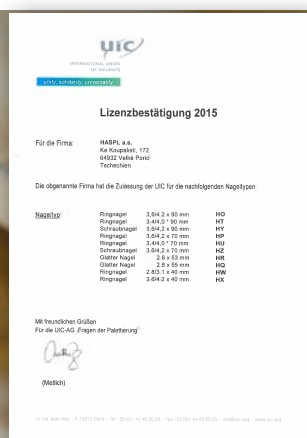 uic
INTERNATIONAL UNION
OF RAILWAYS
unity, solidarity, universality
Lizenzbestätigung 2015
Für die Firma: HASPL a.s.
Ke Koupališti, 172
64932 Velké Porici
Tschechien
Die obgenannte Firma hat die Zulassung der UIC für die nachfolgenden Nageltypen
Nageltyp: Ringnagel 3,6/4,2 x 90 mm HO
Ringnagel 3,4/4,0 * 90 mm HT
Schraubnagel 3,6/4,2 x 90 mm HY
Ringnagel 3,6/4,2 x 70 mm HP
Ringnagel 3,4/4,0 * 70 mm HU
Schraubnagel 3,6/4,2 x 70 mm HZ
Glatter Nagel 2.8 x 53 mm HR
Glatter Nagel 2.8 x 55 mm HQ
Ringnagel 2.8/3.1 x 40 mm HW
Ringnagel 3.6/4.2 x 40 mm HX
Mit freundlichen Grüßen
Für die UIC-AG „Fragen der Palettierung"
(Metlich)